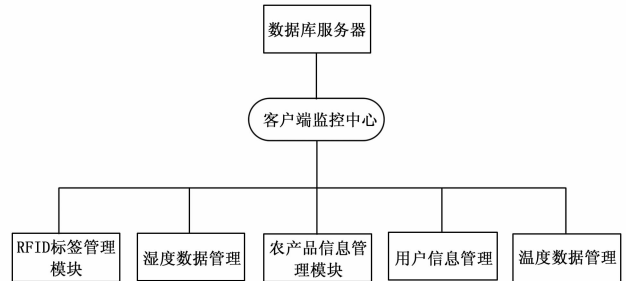 数据库服务器
客户端监控中心
RFID标签管理
模块
湿度数据管理
农产品信息管
理模块
用户信息管理
温度数据管理